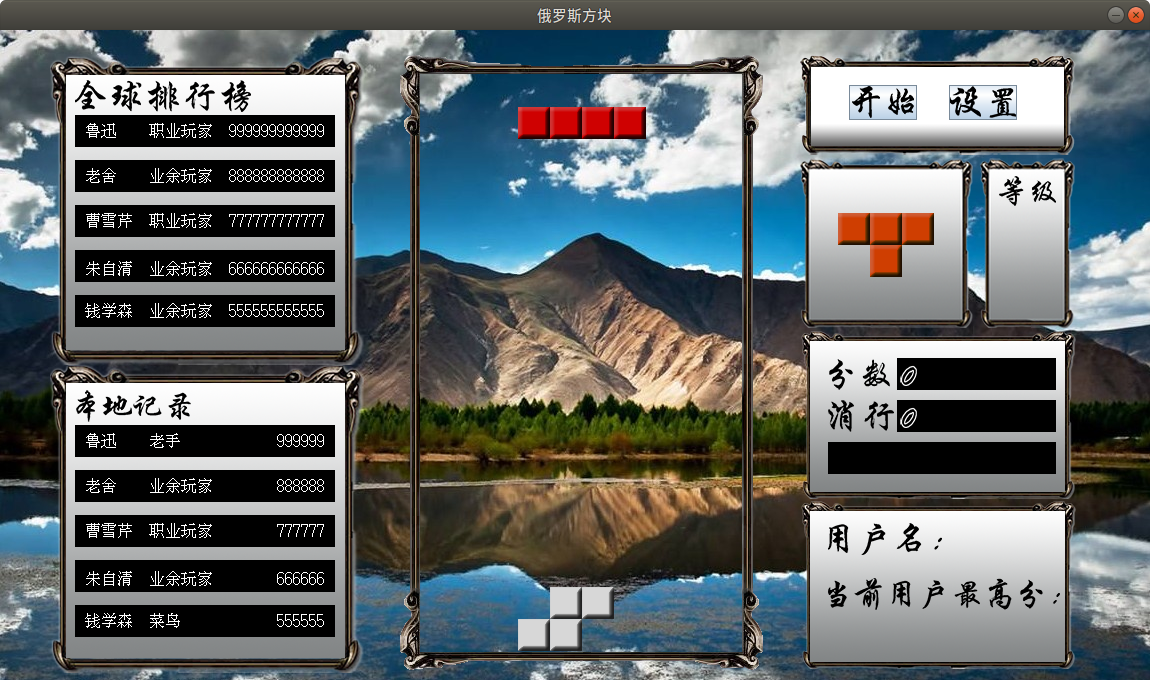 俄罗斯方块
全球排行榜
鲁迅 职业玩家 999999999999
老舍 业余玩家 888888888888
曹雪芹 职业玩家 777777777777
朱自清 业余玩家 666666666666
钱学森 业余玩家 555555555555
本地记录
鲁迅 老手 999999
老舍 业余玩家 888888
曹雪芹 职业玩家 777777
朱自清 业余玩家 666666
钱学森 菜鸟 555555
开始 设置
等级
分数 0
消行 0
用户名：
当前用户最高分：